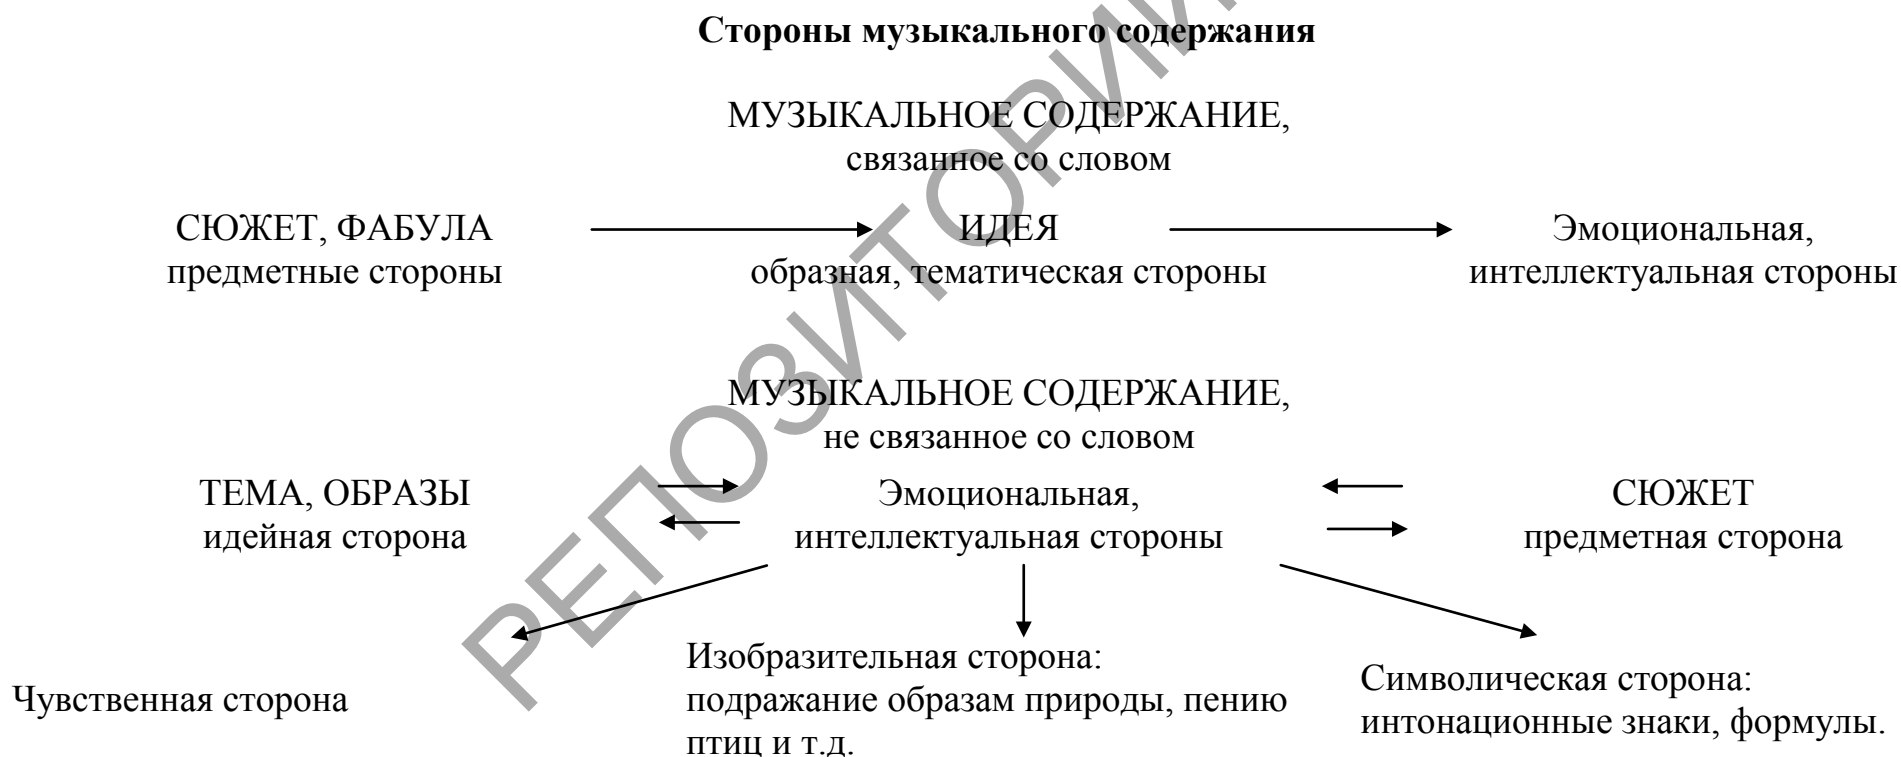 Стороны музыкального содержания
МУЗЫКАЛЬНОЕ СОДЕРЖАНИЕ,
связанное со словом
СЮЖЕТ, ФАБУЛА
предметные стороны
ИДЕЯ
образная, тематическая стороны
Эмоциональная,
интеллектуальная стороны
МУЗЫКАЛЬНОЕ СОДЕРЖАНИЕ,
не связанное со словом
ТЕМА, ОБРАЗЫ
идейная сторона
Эмоциональная,
интеллектуальная стороны
СЮЖЕТ
предметная сторона
Чувственная сторона
Изобразительная сторона:
подражание образам природы, пению
птиц и т.д.
Символическая сторона:
интонационные знаки, формулы.
РЕПОЗИТОРИЙ